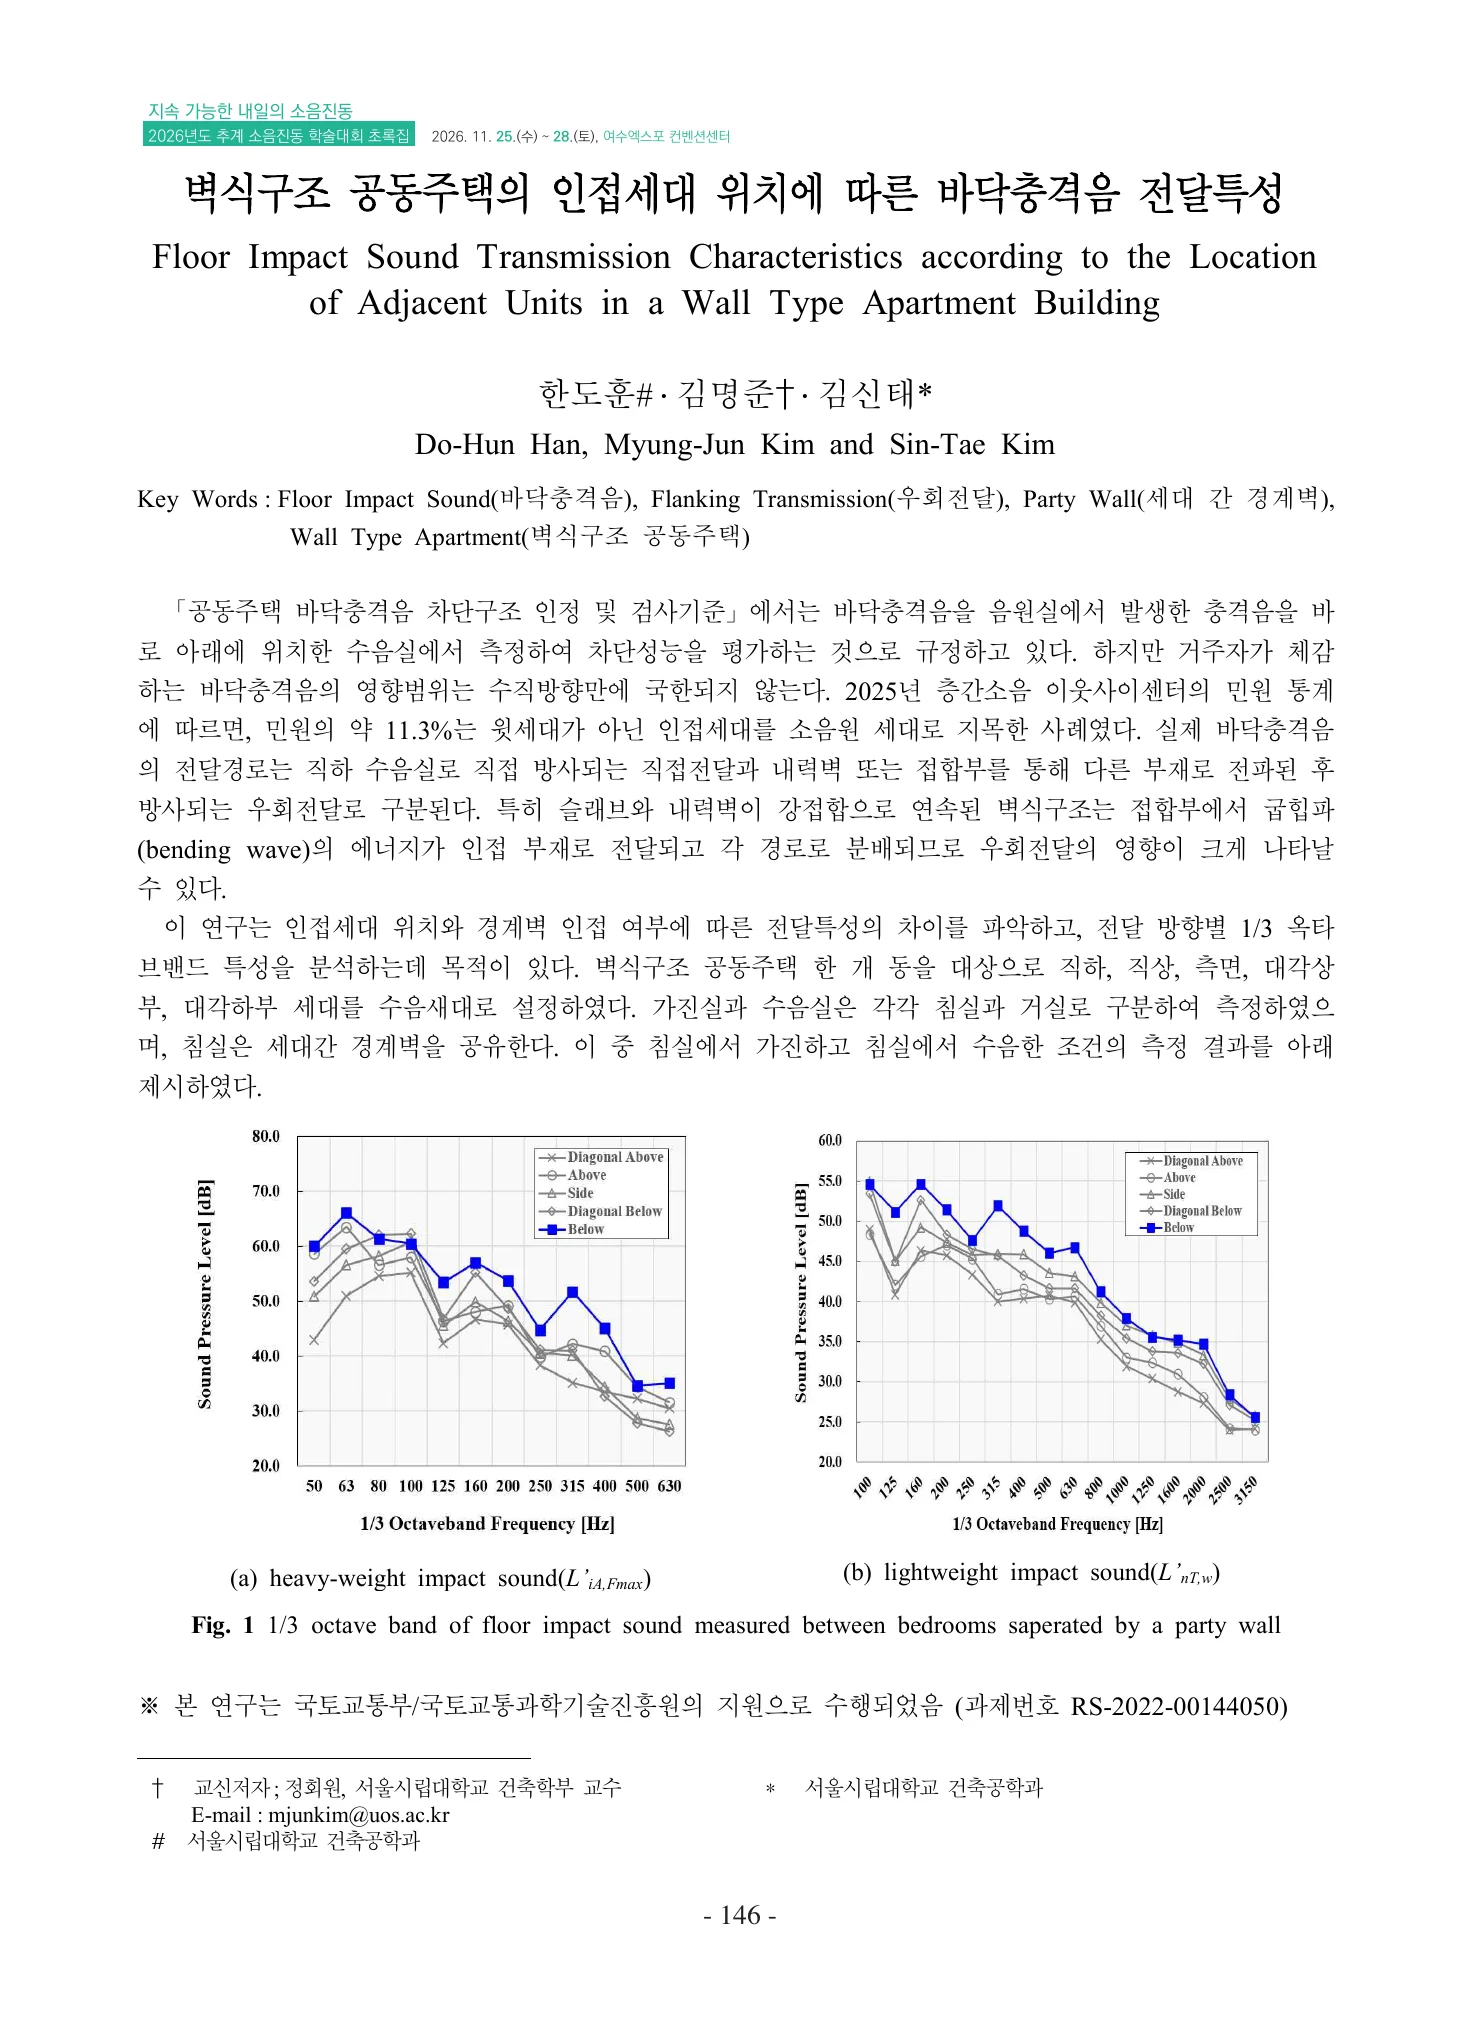 지속 가능한 내일의 소음진동
2026년도 추계 소음진동 학술대회 초록집 2026. 11. 25.(수) ~ 28.(토), 여수엑스포 컨벤션센터
벽식구조 공동주택의 인접세대 위치에 따른 바닥충격음 전달특성
Floor Impact Sound Transmission Characteristics according to the Location
of Adjacent Units in a Wall Type Apartment Building
한도훈# · 김명준† · 김신태*
Do-Hun Han, Myung-Jun Kim and Sin-Tae Kim
Key Words : Floor Impact Sound(바닥충격음), Flanking Transmission(우회전달), Party Wall(세대 간 경계벽),
Wall Type Apartment(벽식구조 공동주택)
「공동주택 바닥충격음 차단구조 인정 및 검사기준」에서는 바닥충격음을 음원실에서 발생한 충격음을 바
로 아래에 위치한 수음실에서 측정하여 차단성능을 평가하는 것으로 규정하고 있다. 하지만 거주자가 체감
하는 바닥충격음의 영향범위는 수직방향만에 국한되지 않는다. 2025년 층간소음 이웃사이센터의 민원 통계
에 따르면, 민원의 약 11.3%는 윗세대가 아닌 인접세대를 소음원 세대로 지목한 사례였다. 실제 바닥충격음
의 전달경로는 직하 수음실로 직접 방사되는 직접전달과 내력벽 또는 접합부를 통해 다른 부재로 전파된 후
방사되는 우회전달로 구분된다. 특히 슬래브와 내력벽이 강접합으로 연속된 벽식구조는 접합부에서 굽힘파
(bending wave)의 에너지가 인접 부재로 전달되고 각 경로로 분배되므로 우회전달의 영향이 크게 나타날
수 있다.
이 연구는 인접세대 위치와 경계벽 인접 여부에 따른 전달특성의 차이를 파악하고, 전달 방향별 1/3 옥타
브밴드 특성을 분석하는데 목적이 있다. 벽식구조 공동주택 한 개 동을 대상으로 직하, 직상, 측면, 대각상
부, 대각하부 세대를 수음새대로 설정하였다. 가진실과 수음실은 각각 침실과 거실로 구분하여 측정하였으
며, 침실은 세대간 경계벽을 공유한다. 이 중 침실에서 가진하고 침실에서 수음한 조건의 측정 결과를 아래
제시하였다.
80.0
70.0
60.0
50.0
40.0
30.0
20.0
Sound Pressure Level [dB]
Diagonal Above
Above
Side
Diagonal Below
Below
50 63 80 100 125 160 200 250 315 400 500 630
1/3 Octaveband Frequency [Hz]
(a) heavy-weight impact sound(L'iA,Fmax)
60.0
55.0
50.0
45.0
40.0
35.0
30.0
25.0
20.0
Sound Pressure Level [dB]
Diagonal Above
Above
Side
Diagonal Below
Below
100 125 160 200 250 315 400 500 630 800 1000 1250 1600 2000 2500 3150
1/3 Octaveband Frequency [Hz]
(b) lightweight impact sound(L'nT,w)
Fig. 1 1/3 octave band of floor impact sound measured between bedrooms saperated by a party wall
※ 본 연구는 국토교통부/국토교통과학기술진흥원의 지원으로 수행되었음 (과제번호 RS-2022-00144050)
† 교신저자 ; 정회원, 서울시립대학교 건축학부 교수
E-mail : mjunkim@uos.ac.kr
# 서울시립대학교 건축공학과
* 서울시립대학교 건축공학과
- 146 -